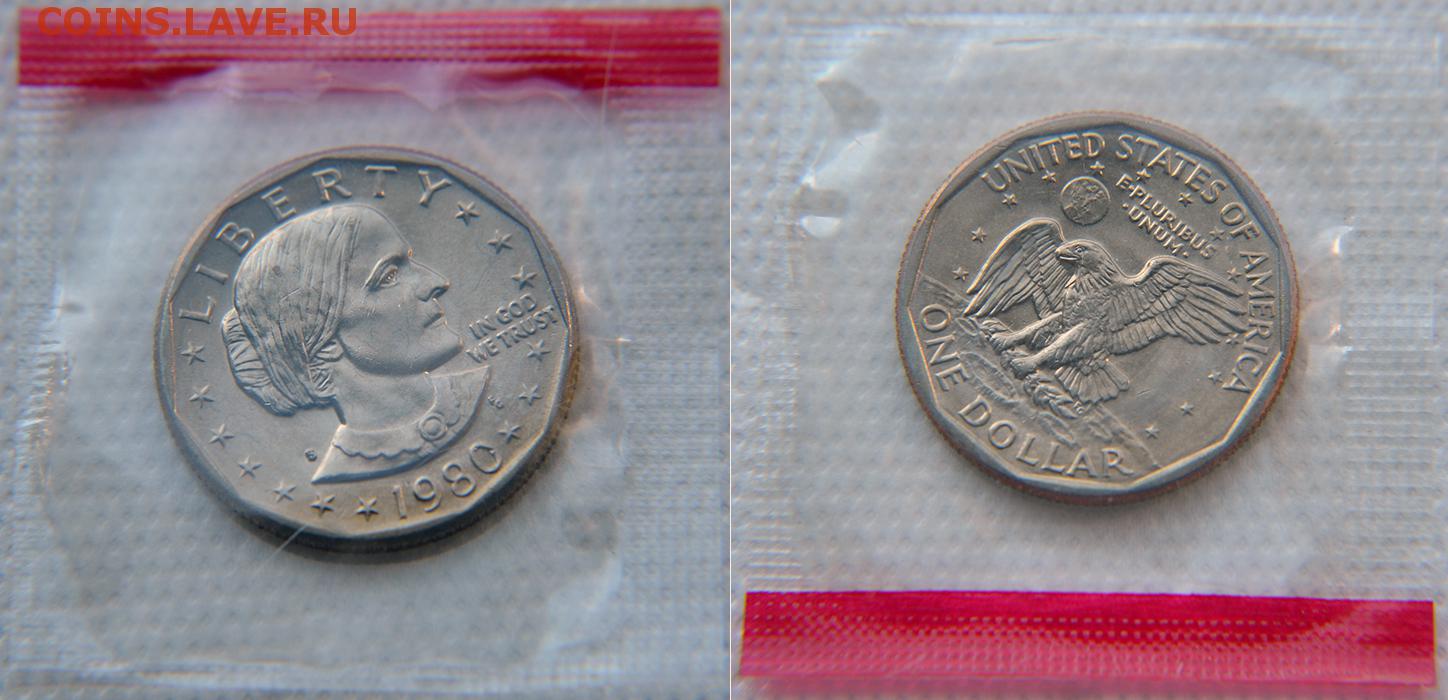 COINS.LAVE.RU
LIBERTY
IN GOD
WE TRUST
S
1980
UNITED STATES OF AMERICA
E·PLURIBUS
·UNUM·
ONE DOLLAR